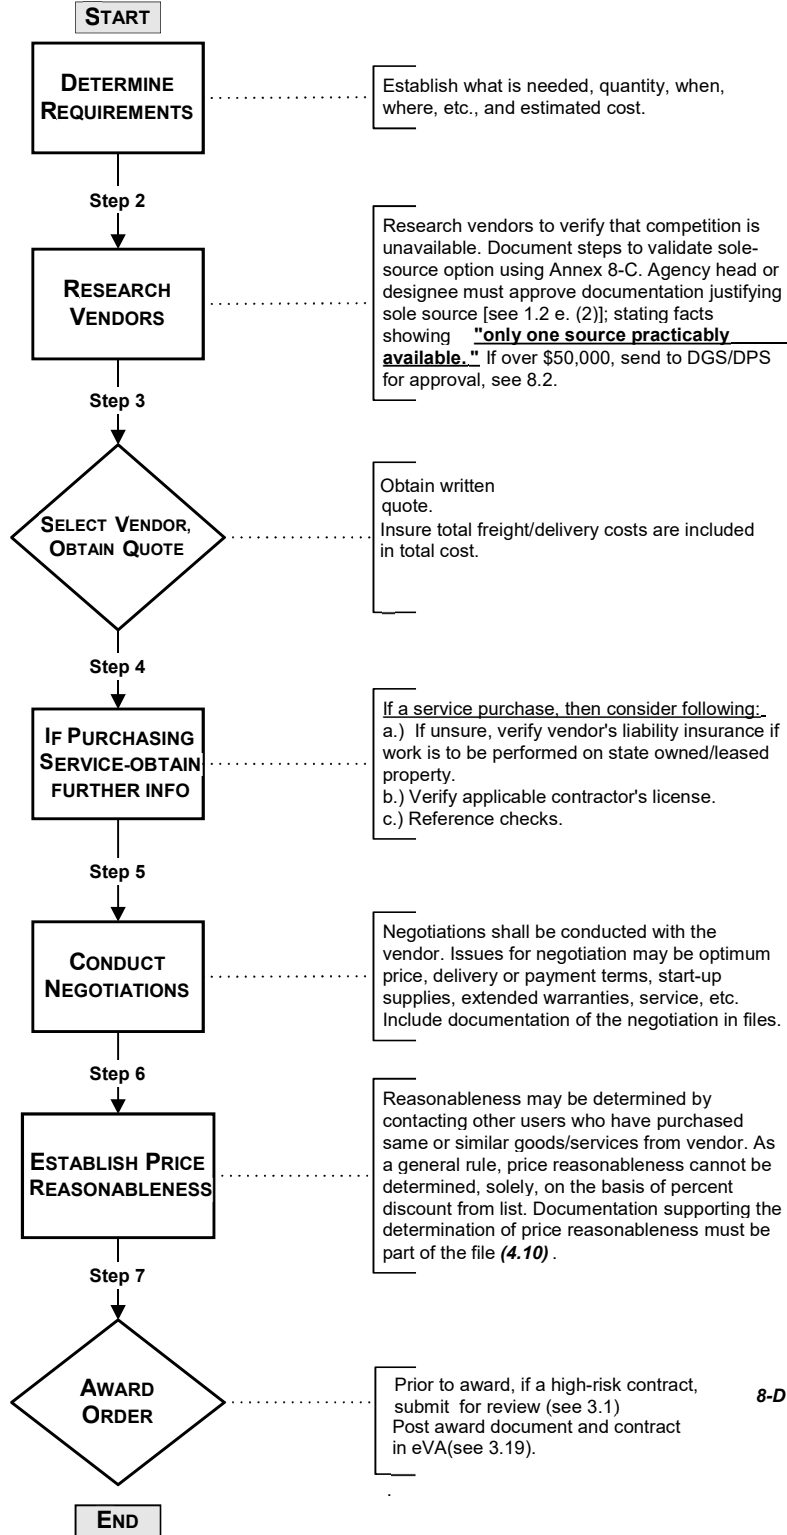 START
DETERMINE
REQUIREMENTS
Establish what is needed, quantity, when,
where, etc., and estimated cost.
Step 2
RESEARCH
VENDORS
Research vendors to verify that competition is
unavailable. Document steps to validate sole-
source option using Annex 8-C. Agency head or
designee must approve documentation justifying
sole source [see 1.2 e. (2)]; stating facts
showing "only one source practicably
available." If over $50,000, send to DGS/DPS
for approval, see 8.2.
Step 3
SELECT VENDOR,
OBTAIN QUOTE
Obtain written
quote.
Insure total freight/delivery costs are included
in total cost.
Step 4
IF PURCHASING
SERVICE-OBTAIN
FURTHER INFO
If a service purchase, then consider following:
a.) If unsure, verify vendor's liability insurance if
work is to be performed on state owned/leased
property.
b.) Verify applicable contractor's license.
c.) Reference checks.
Step 5
CONDUCT
NEGOTIATIONS
Negotiations shall be conducted with the
vendor. Issues for negotiation may be optimum
price, delivery or payment terms, start-up
supplies, extended warranties, service, etc.
Include documentation of the negotiation in files.
Step 6
ESTABLISH PRICE
REASONABLENESS
Reasonableness may be determined by
contacting other users who have purchased
same or similar goods/services from vendor. As
a general rule, price reasonableness cannot be
determined, solely, on the basis of percent
discount from list. Documentation supporting the
determination of price reasonableness must be
part of the file (4.10) .
Step 7
AWARD
ORDER
Prior to award, if a high-risk contract,
submit for review (see 3.1)
Post award document and contract
in eVA(see 3.19).
.
8-D
END